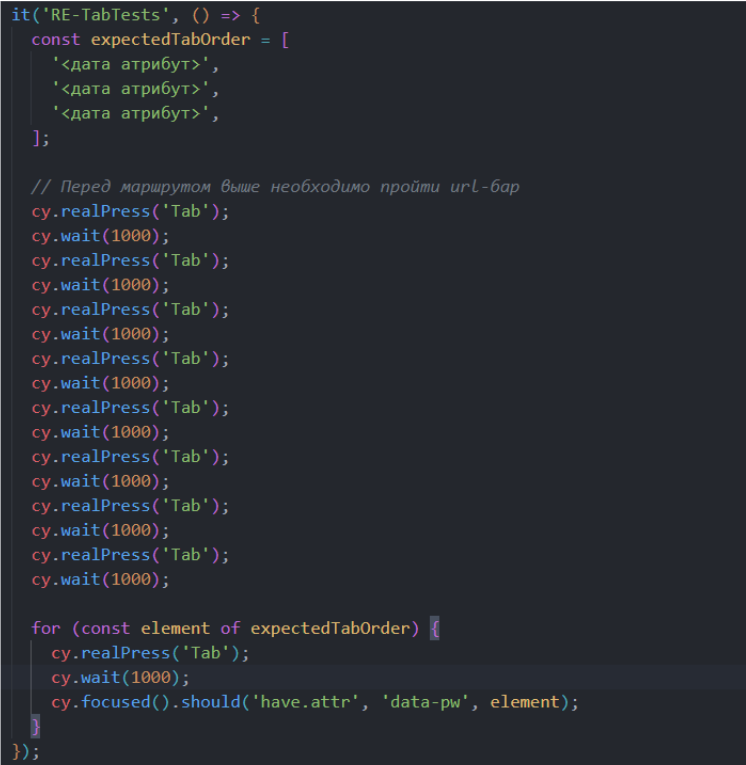 it('RE-TabTests', () => {
const expectedTabOrder = [
'<дата атрибут>',
'<дата атрибут>',
'<дата атрибут>',
];
// Перед маршрутом выше необходимо пройти url-бар
cy.realPress('Tab');
cy.wait(1000);
cy.realPress('Tab');
cy.wait(1000);
cy.realPress('Tab');
cy.wait(1000);
cy.realPress('Tab');
cy.wait(1000);
cy.realPress('Tab');
cy.wait(1000);
cy.realPress('Tab');
cy.wait(1000);
cy.realPress('Tab');
cy.wait(1000);
cy.realPress('Tab');
cy.wait(1000);
for (const element of expectedTabOrder) {
cy.realPress('Tab');
cy.wait(1000);
cy.focused().should('have.attr', 'data-pw', element);
}
});